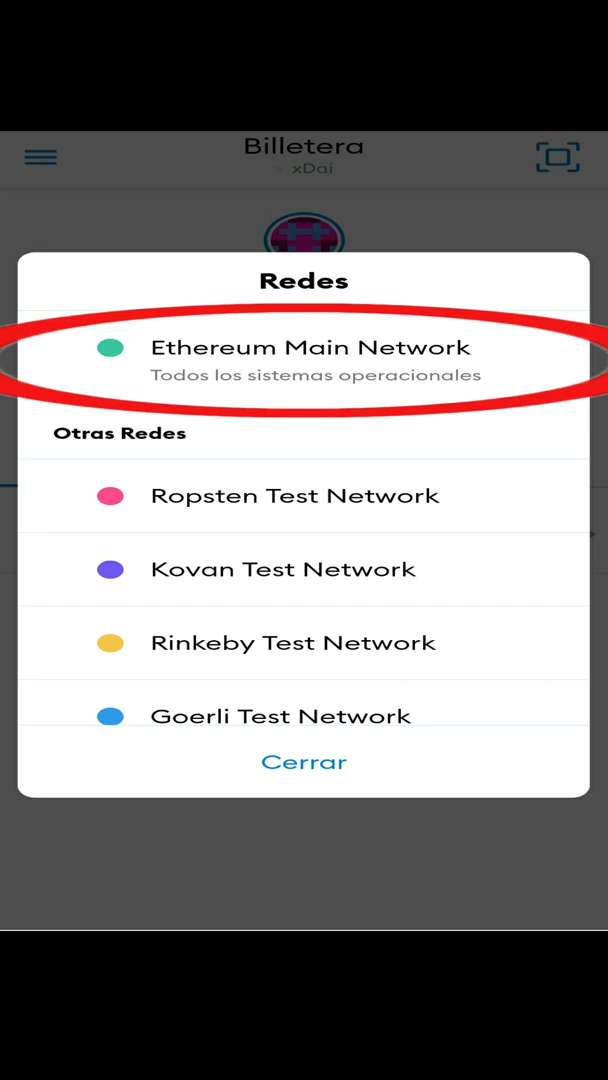 Billetera
xDai
Redes
Ethereum Main Network
Todos los sistemas operacionales
Otras Redes
Ropsten Test Network
Kovan Test Network
Rinkeby Test Network
Goerli Test Network
Cerrar